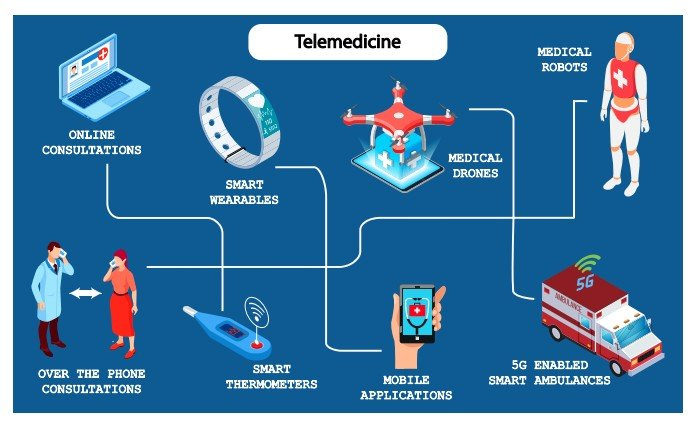 Telemedicine
ONLINE
CONSULTATIONS
SMART
WEARABLES
MEDICAL
DRONES
MEDICAL
ROBOTS
OVER THE PHONE
CONSULTATIONS
SMART
THERMOMETERS
MOBILE
APPLICATIONS
5G
AMBULANCE
5G ENABLED
SMART AMBULANCES